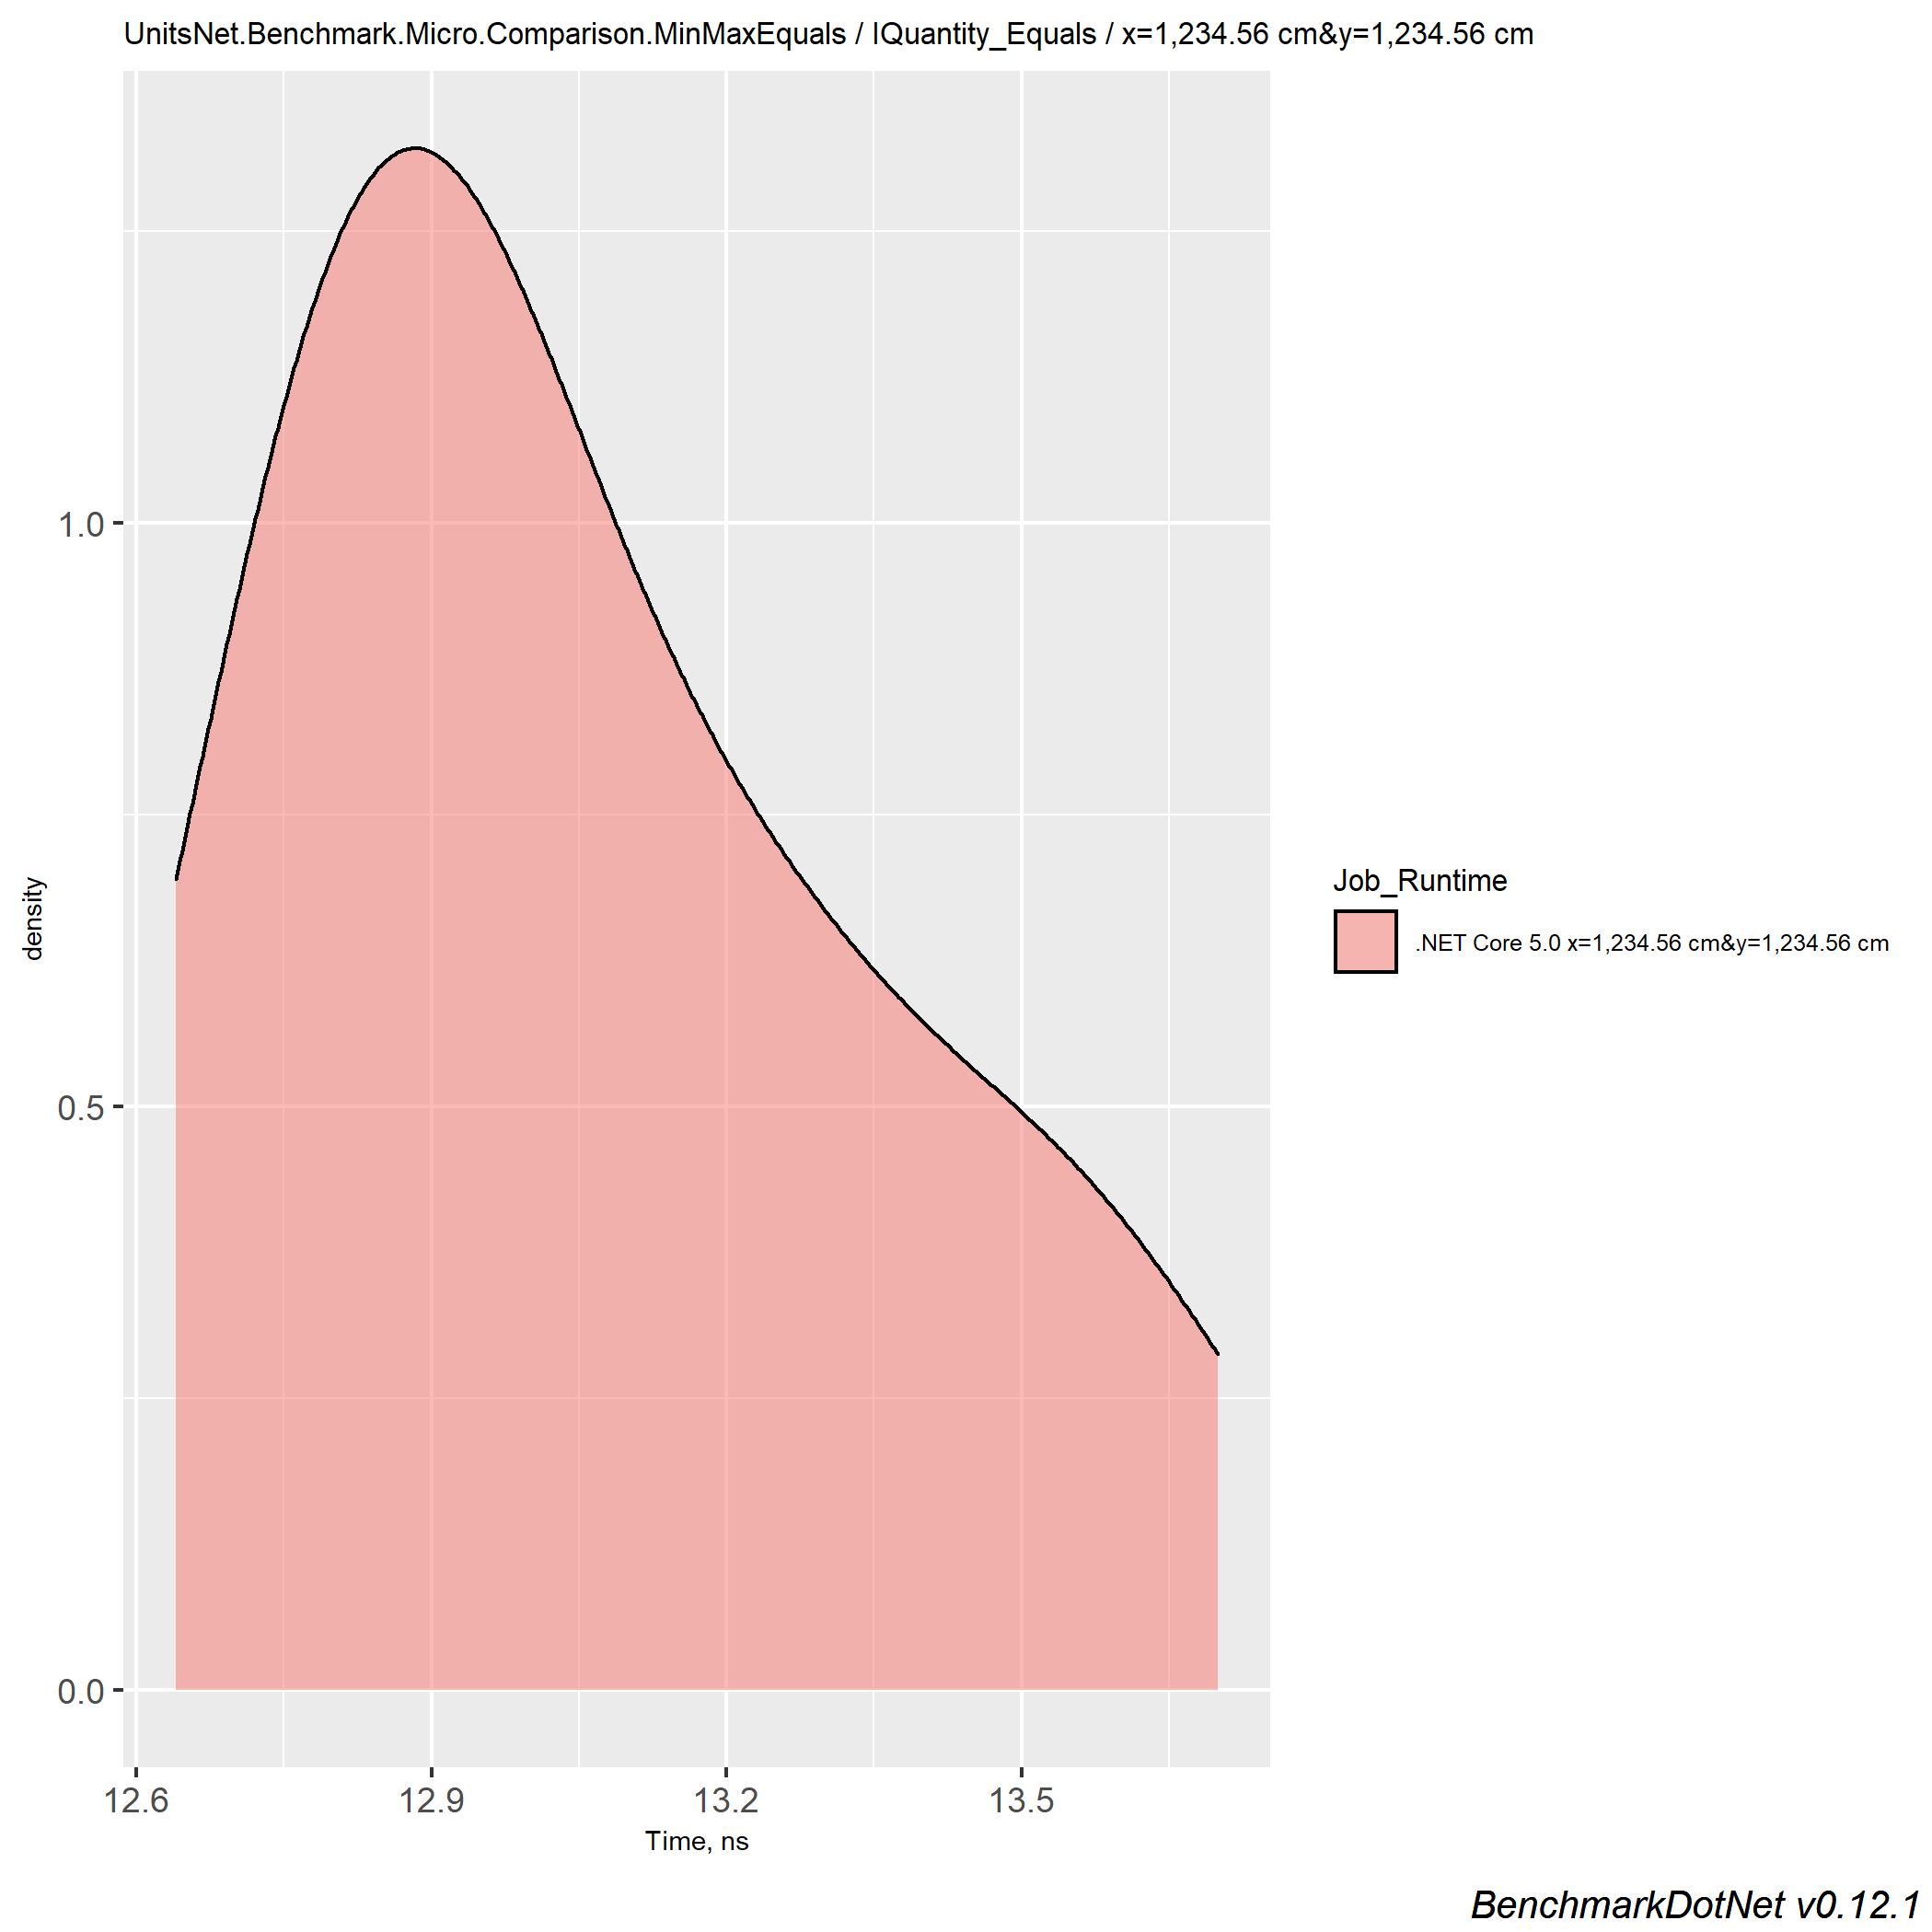 UnitsNet.Benchmark.Micro.Comparison.MinMaxEquals / IQuantity_Equals / x=1,234.56 cm&y=1,234.56 cm
1.0
0.5
0.0
density
12.6 12.9 13.2 13.5
Time, ns
Job_Runtime
.NET Core 5.0 x=1,234.56 cm&y=1,234.56 cm
BenchmarkDotNet v0.12.1